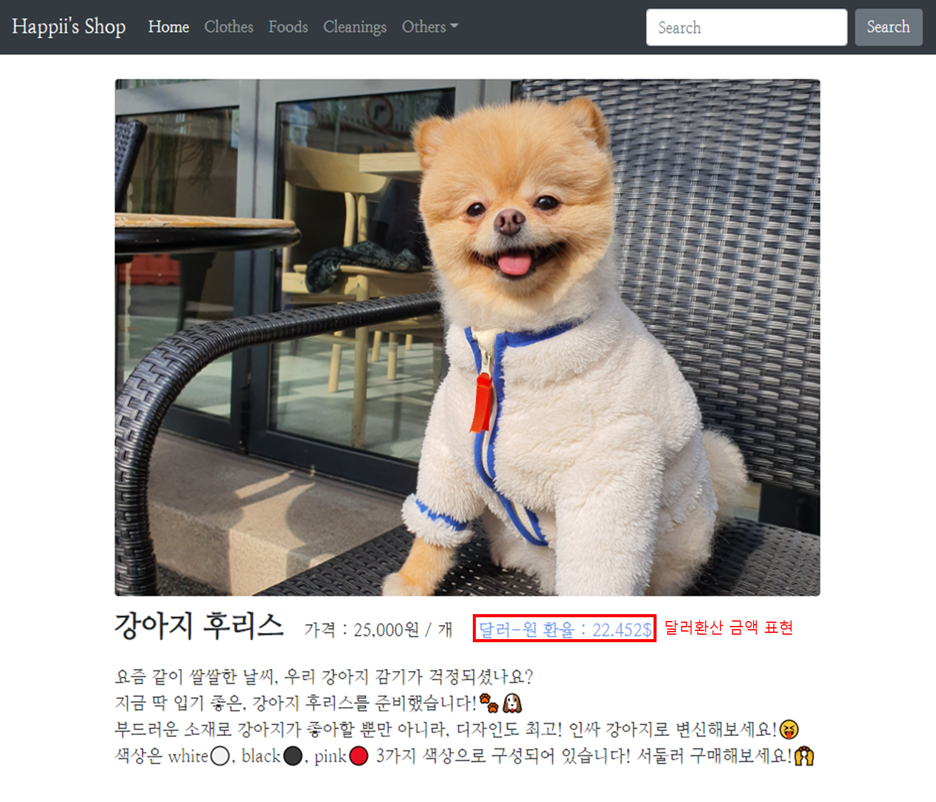 Happii's Shop Home Clothes Foods Cleanings Others Search Search
강아지 후리스 가격 : 25,000원 / 개 달러-원 환율 : 22.452$ 달러환산 금액 표현
요즘 같이 쌀쌀한 날씨, 우리 강아지 감기가 걱정되셨나요?
지금 딱 입기 좋은, 강아지 후리스를 준비했습니다!🐾🐶
부드러운 소재로 강아지가 좋아할 뿐만 아니라, 디자인도 최고! 인싸 강아지로 변신해보세요!😝
색상은 white⚪, black⚫, pink🔴 3가지 색상으로 구성되어 있습니다! 서둘러 구매해보세요!🙌